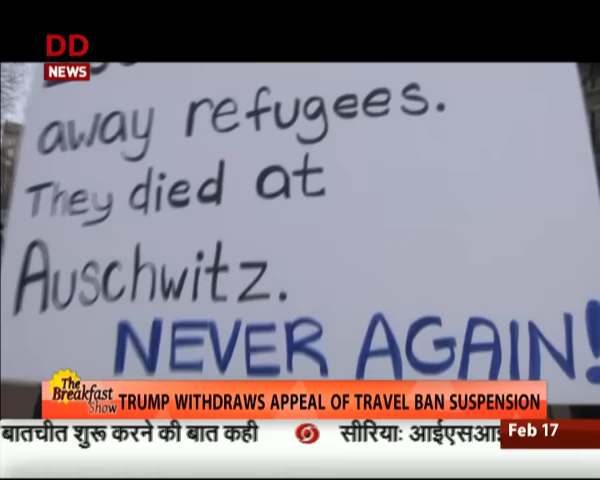 DD
NEWS
away refugees.
They died at
Auschwitz.
NEVER AGAIN!
The
Breakfast
Show
TRUMP WITHDRAWS APPEAL OF TRAVEL BAN SUSPENSION
बातचीत शुरू करने की बात कही सीरियाः आईएसआई
Feb 17